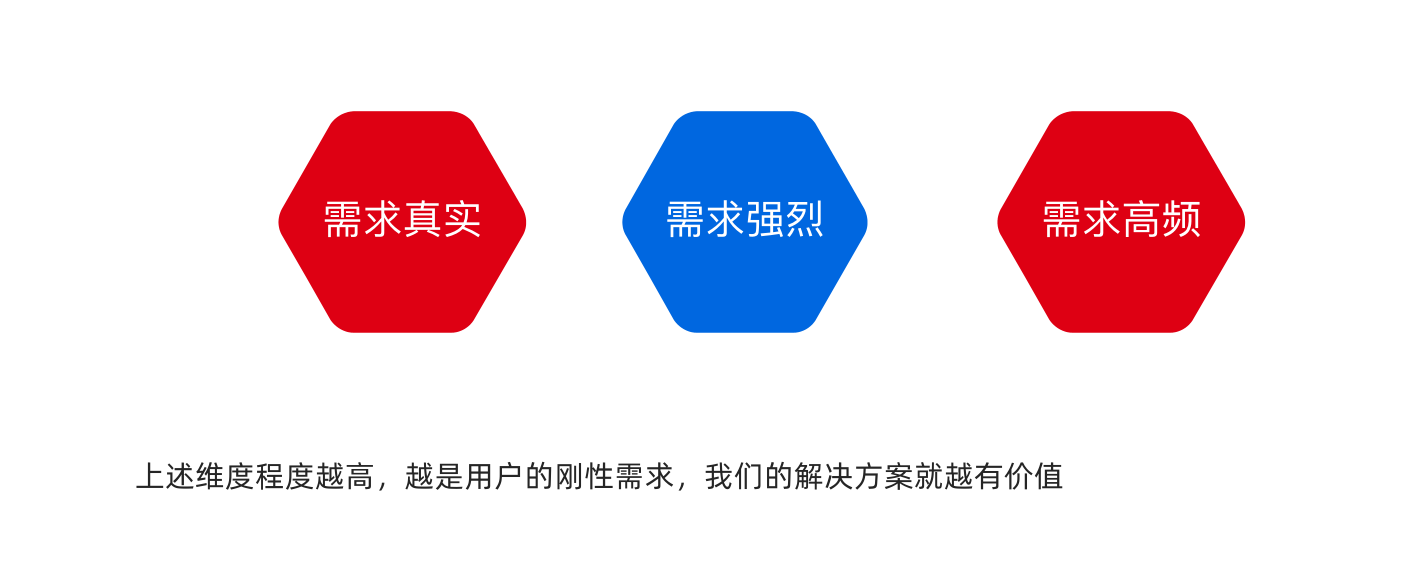 需求真实
需求强烈
需求高频
上述维度程度越高，越是用户的刚性需求，我们的解决方案就越有价值